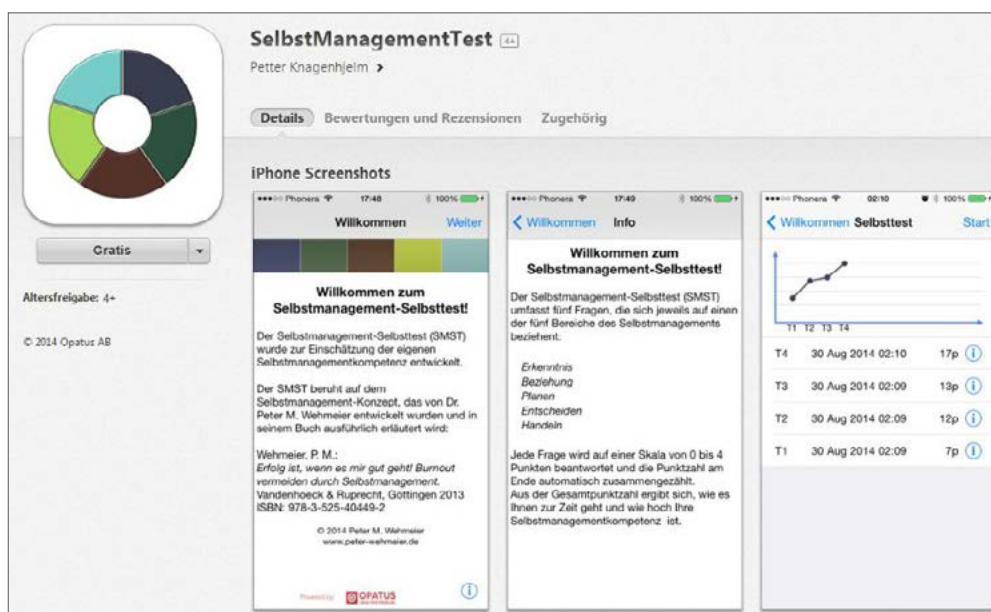 SelbstManagementTest 4+
Petter Knagenhjelm >
Details Bewertungen und Rezensionen Zugehörig
Gratis
Altersfreigabe: 4+
© 2014 Opatus AB
iPhone Screenshots
Phonera 17:48 100%
Willkommen Weiter
Willkommen zum
Selbstmanagement-Selbsttest!
Der Selbstmanagement-Selbsttest (SMST)
wurde zur Einschätzung der eigenen
Selbstmanagementkompetenz entwickelt.
Der SMST beruht auf dem
Selbstmanagement-Konzept, das von Dr.
Peter M. Wehmeier entwickelt wurden und in
seinem Buch ausführlich erläutert wird:
Wehmeier. P. M.:
Erfolg ist, wenn es mir gut geht! Burnout
vermeiden durch Selbstmanagement.
Vandenhoeck & Ruprecht, Göttingen 2013
ISBN: 978-3-525-40449-2
© 2014 Peter M. Wehmeier
www.peter-wehmeier.de
Powered by: OPATUS
Phonera 17:49 100%
Willkommen Info
Willkommen zum
Selbstmanagement-Selbsttest!
Der Selbstmanagement-Selbsttest (SMST)
umfasst fünf Fragen, die sich jeweils auf einen
der fünf Bereiche des Selbstmanagements
beziehent:
Erkenntnis
Beziehung
Planen
Entscheiden
Handeln
Jede Frage wird auf einer Skala von 0 bis 4
Punkten beantwortet und die Punktzahl am
Ende automatisch zusammengezählt.
Aus der Gesamtpunktzahl ergibt sich, wie es
Ihnen zur Zeit geht und wie hoch Ihre
Selbstmanagementkompetenz ist.
Phonera 02:10 100%
Willkommen Selbsttest Start
T1 T2 T3 T4
T4 30 Aug 2014 02:10 17p
T3 30 Aug 2014 02:09 13p
T2 30 Aug 2014 02:09 12p
T1 30 Aug 2014 02:09 7p